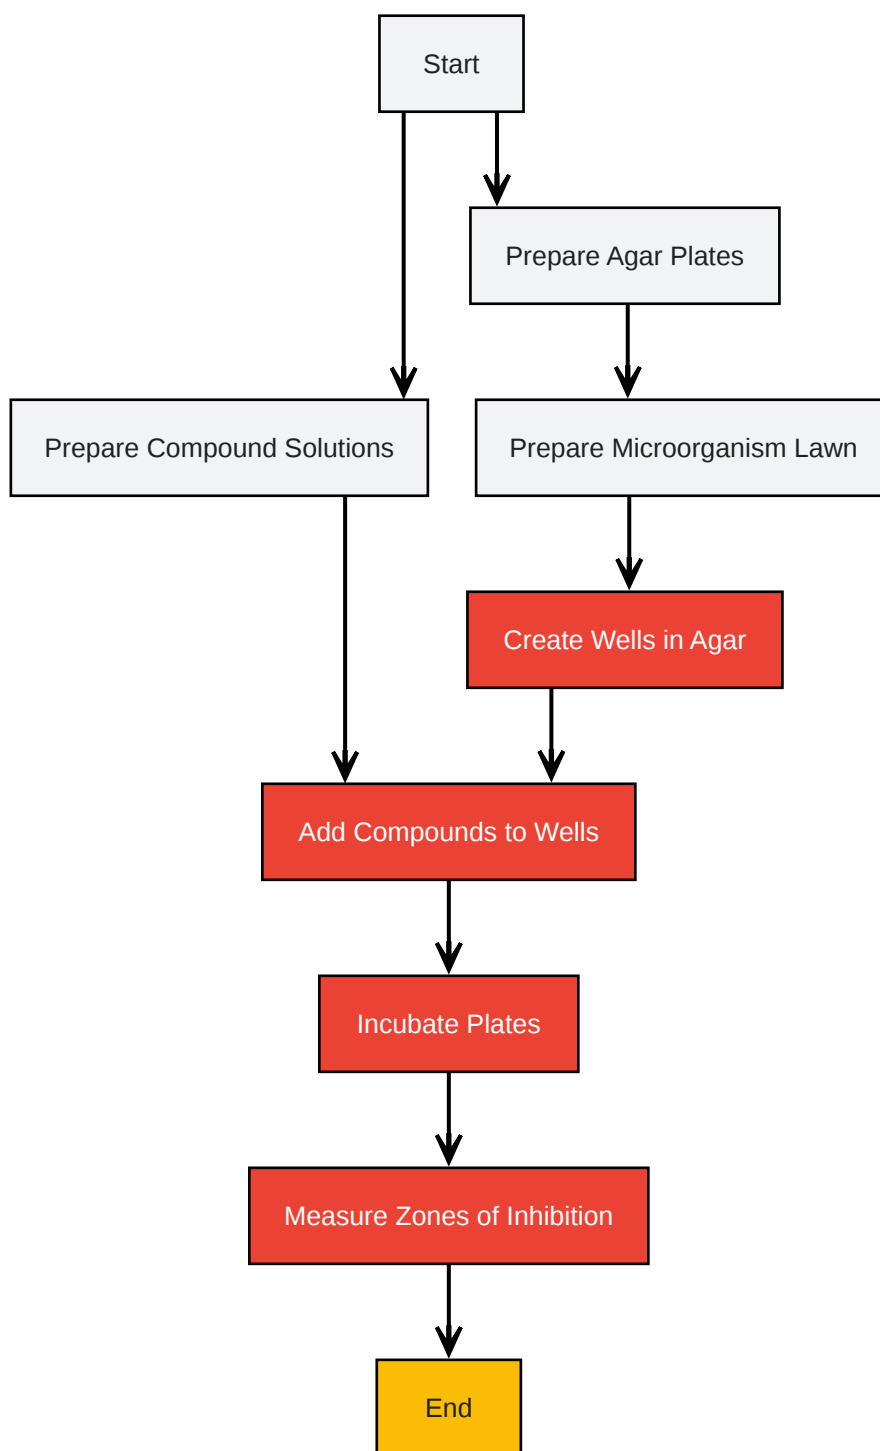 Start
Prepare Agar Plates
Prepare Compound Solutions
Prepare Microorganism Lawn
Create Wells in Agar
Add Compounds to Wells
Incubate Plates
Measure Zones of Inhibition
End